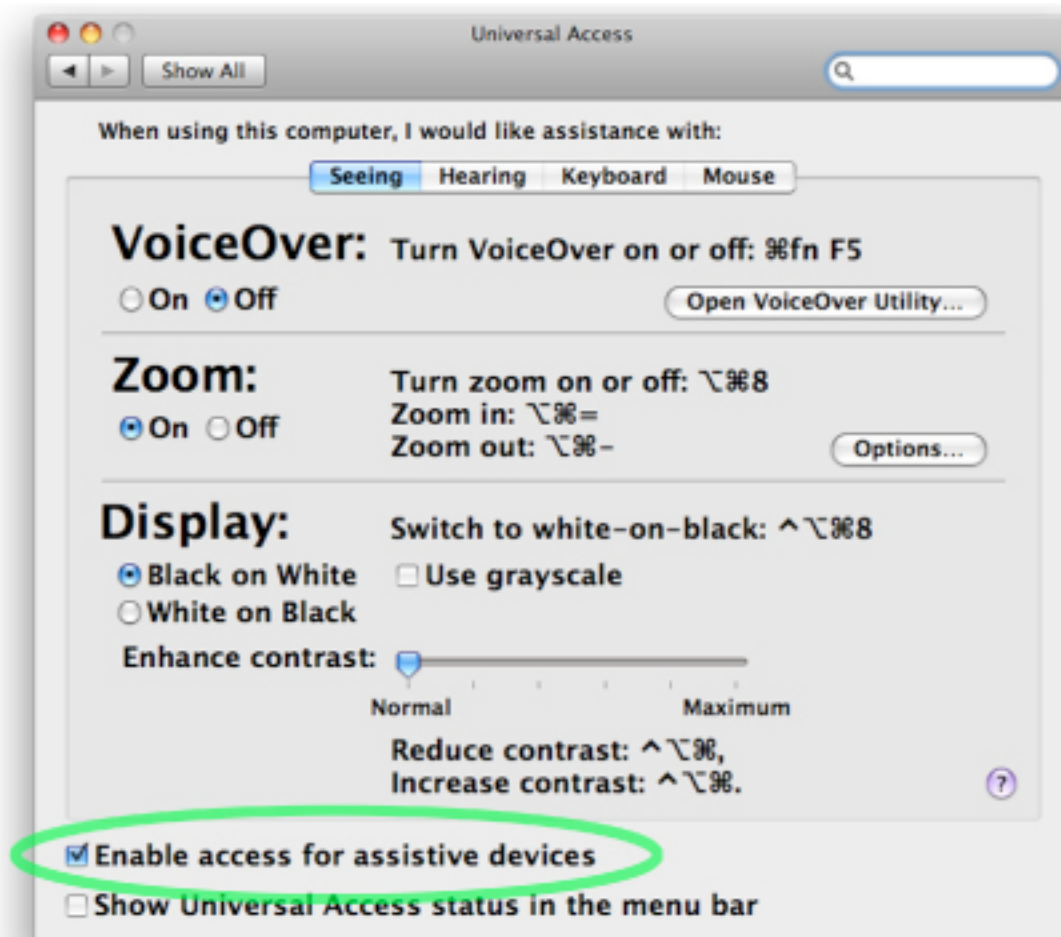 Universal Access
Show All
When using this computer, I would like assistance with:
Seeing Hearing Keyboard Mouse
VoiceOver: Turn VoiceOver on or off: ⌘fn F5
On Off Open VoiceOver Utility...
Zoom: Turn zoom on or off: ⌥⌘8
On Off Zoom in: ⌥⌘=
Zoom out: ⌥⌘- Options...
Display: Switch to white-on-black: ^⌥⌘8
Black on White Use grayscale
White on Black
Enhance contrast:
Normal Maximum
Reduce contrast: ^⌥⌘,
Increase contrast: ^⌥⌘. ?
Enable access for assistive devices
Show Universal Access status in the menu bar